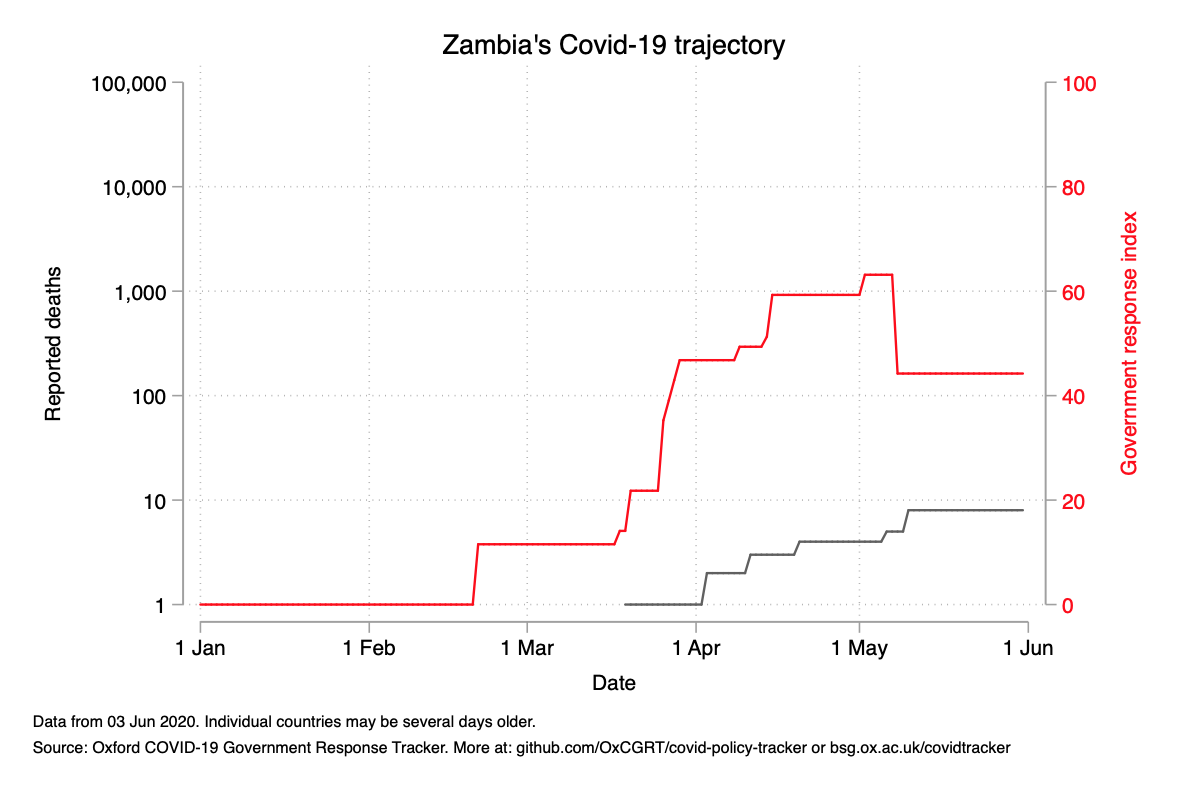 Zambia's Covid-19 trajectory
100,000
10,000
1,000
100
10
1
Reported deaths
100
80
60
40
20
0
Government response index
1 Jan
1 Feb
1 Mar
1 Apr
1 May
1 Jun
Date
Data from 03 Jun 2020. Individual countries may be several days older.
Source: Oxford COVID-19 Government Response Tracker. More at: github.com/OxCGRT/covid-policy-tracker or bsg.ox.ac.uk/covidtracker